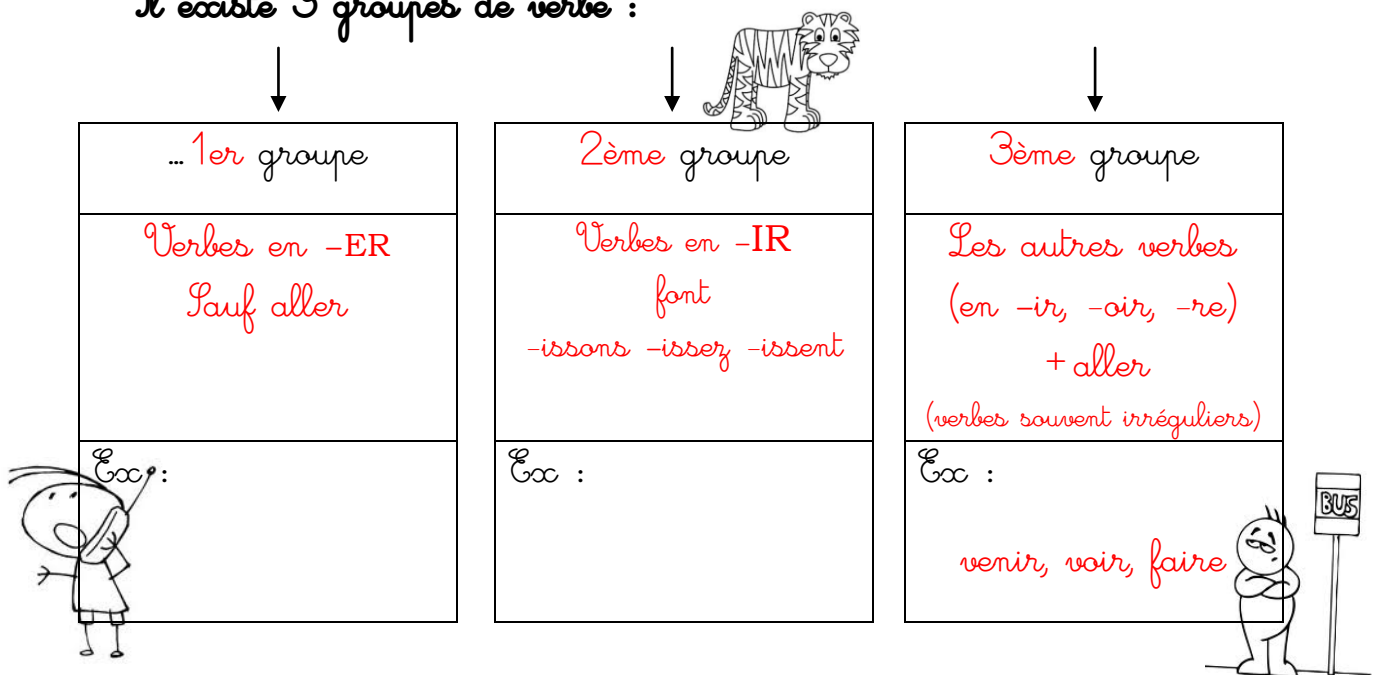 Il existe 3 groupes de verbe :
... 1er groupe
Verbes en -ER
Sauf aller
Ex :
2ème groupe
Verbes en -IR
font
-issons -issez -issent
Ex :
3ème groupe
Les autres verbes
(en -ir, -oir, -re)
+ aller
(verbes souvent irréguliers)
Ex :
venir, voir, faire
BUS